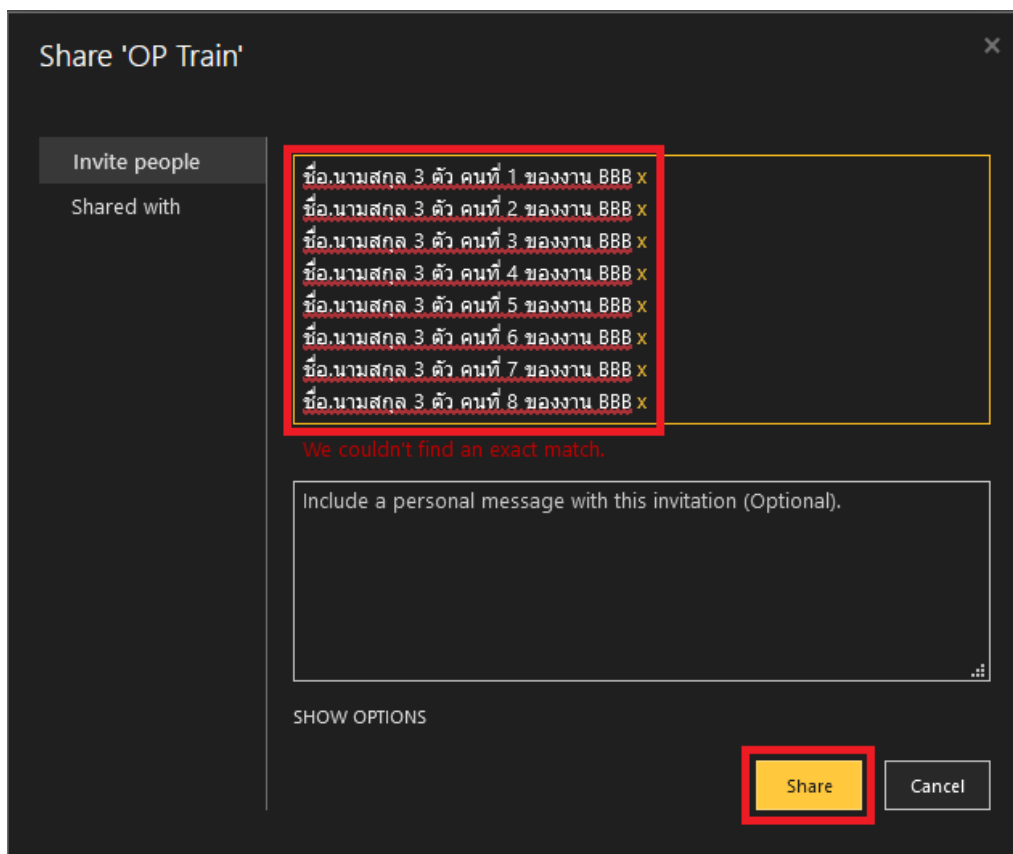 Share 'OP Train'
×
Invite people
Shared with
ชื่อ.นามสกุล 3 ตัว คนที่ 1 ของงาน BBB x
ชื่อ.นามสกุล 3 ตัว คนที่ 2 ของงาน BBB x
ชื่อ.นามสกุล 3 ตัว คนที่ 3 ของงาน BBB x
ชื่อ.นามสกุล 3 ตัว คนที่ 4 ของงาน BBB x
ชื่อ.นามสกุล 3 ตัว คนที่ 5 ของงาน BBB x
ชื่อ.นามสกุล 3 ตัว คนที่ 6 ของงาน BBB x
ชื่อ.นามสกุล 3 ตัว คนที่ 7 ของงาน BBB x
ชื่อ.นามสกุล 3 ตัว คนที่ 8 ของงาน BBB x
We couldn't find an exact match.
Include a personal message with this invitation (Optional).
SHOW OPTIONS
Share
Cancel